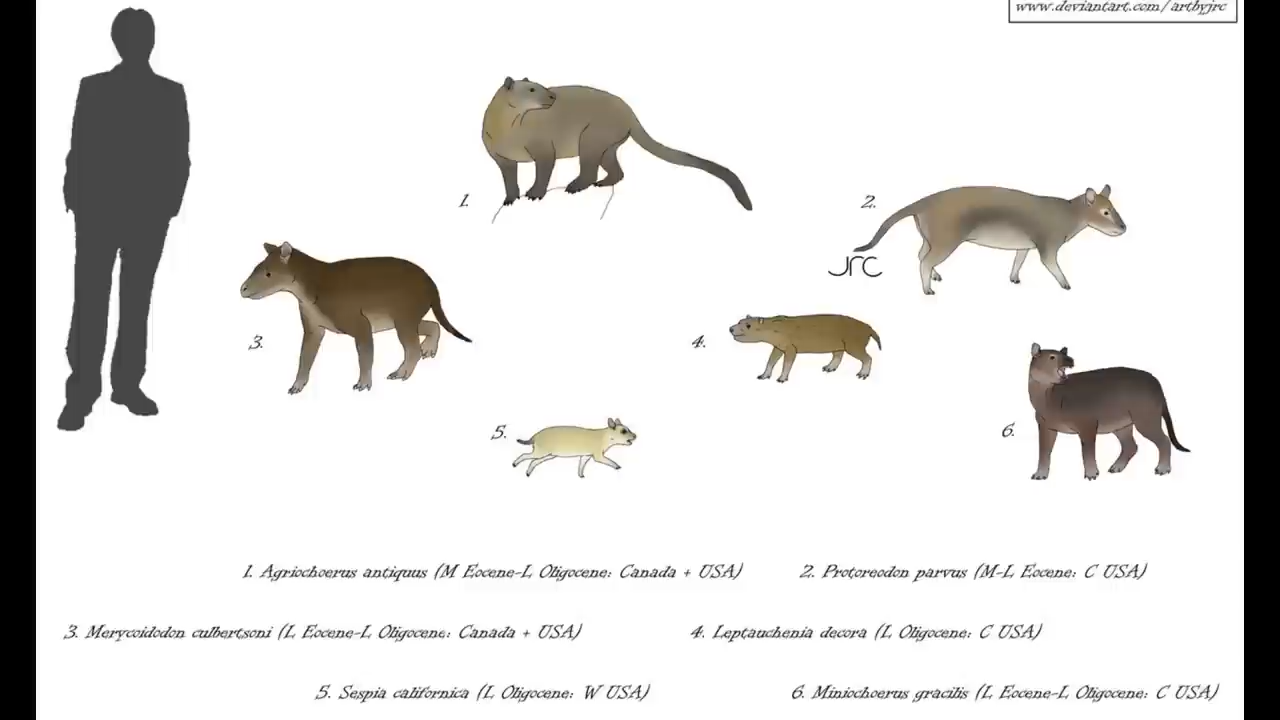 www.deviantart.com/artbyjrc
1.
2.
JrC
3.
4.
5.
6.
1. Agriochoerus antiquus (M Eocene-L Oligocene: Canada + USA)
2. Protoreodon parvus (M-L Eocene: C USA)
3. Merycoidodon culbertsoni (L Eocene-L Oligocene: Canada + USA)
4. Leptauchenia decora (L Oligocene: C USA)
5. Sespia californica (L Oligocene: W USA)
6. Miniochoerus gracilis (L Eocene-L Oligocene: C USA)